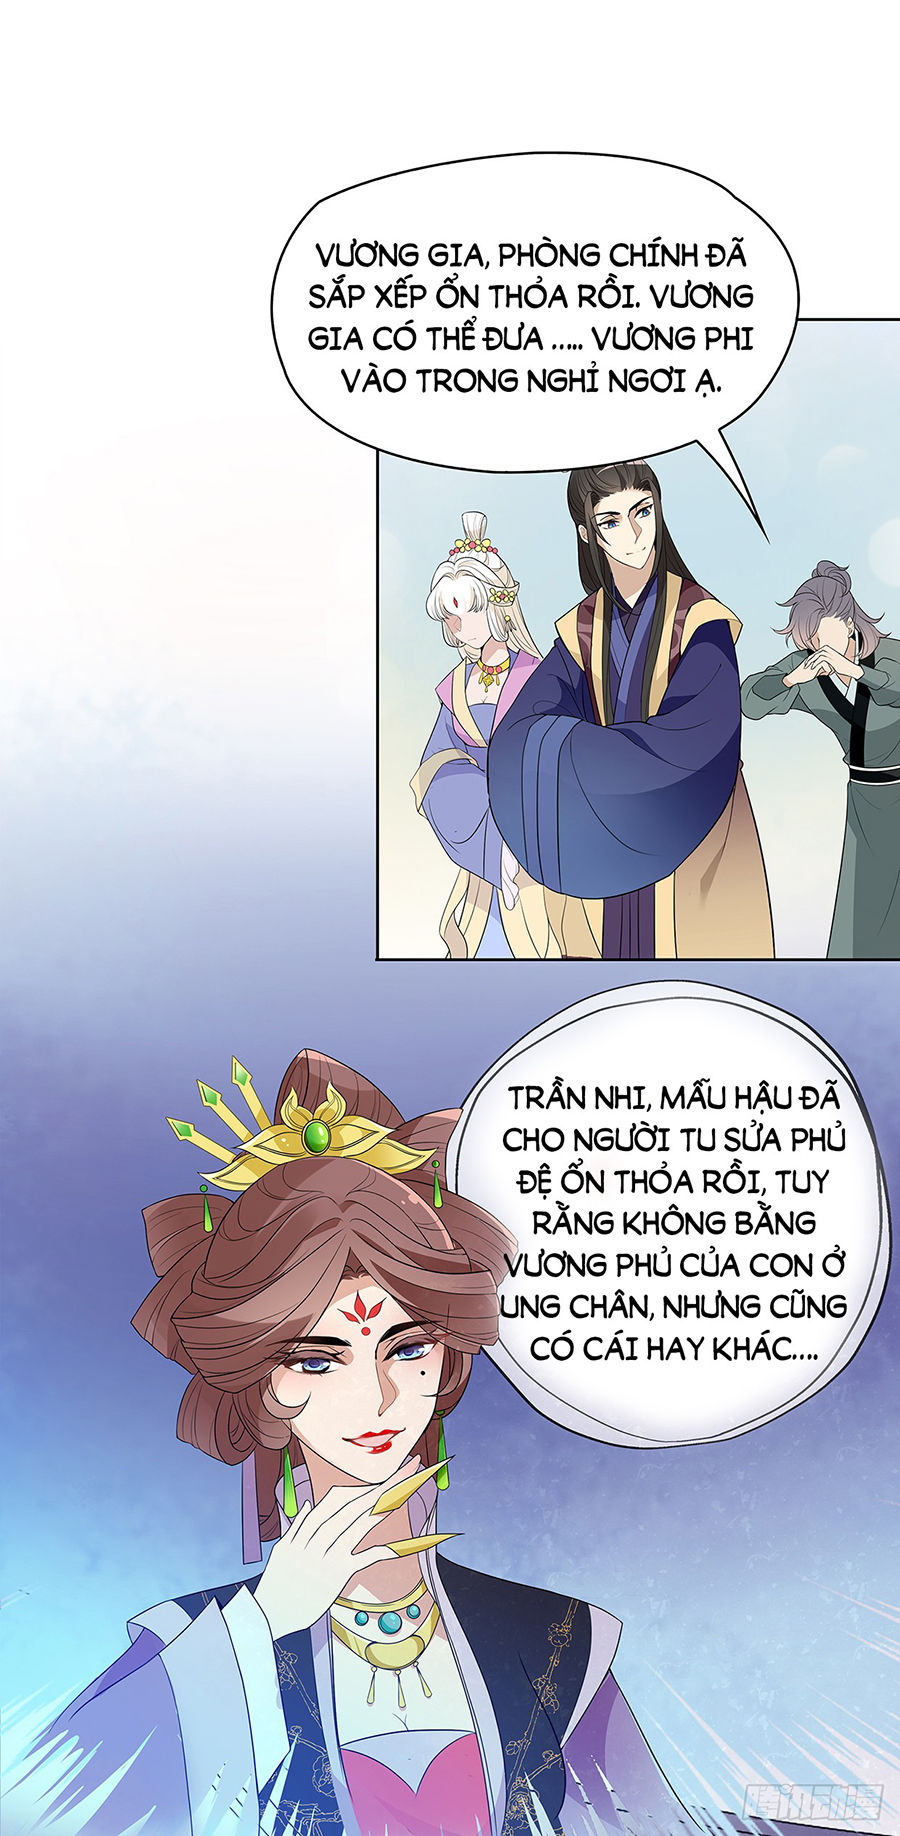 VƯƠNG GIA, PHÒNG CHÍNH ĐÃ
SẮP XẾP ỔN THỎA RỒI. VƯƠNG
GIA CÓ THỂ ĐƯA ..... VƯƠNG PHI
VÀO TRONG NGHỈ NGƠI Ạ.
TRẦN NHI, MẪU HẬU ĐÃ
CHO NGƯỜI TU SỬA PHỦ
ĐỆ ỔN THỎA RỒI, TUY
RẰNG KHÔNG BẰNG
VƯƠNG PHỦ CỦA CON Ở
UNG CHÂN, NHƯNG CŨNG
CÓ CÁI HAY KHÁC....